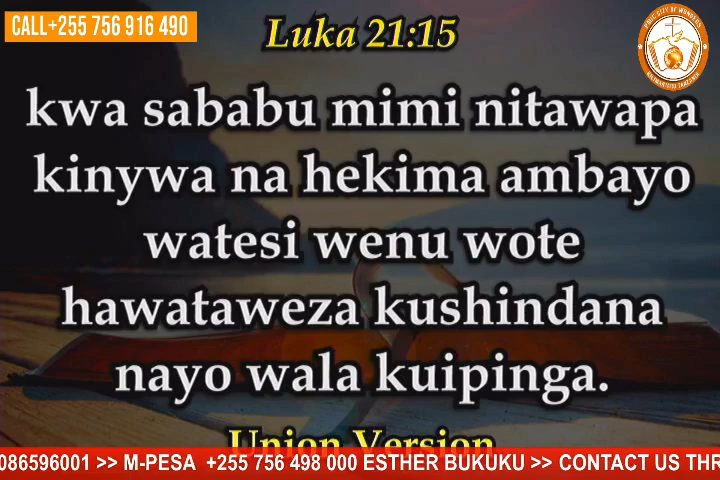 CALL+255 756 916 490
Luka 21:15
kwa sababu mimi nitawapa
kinywa na hekima ambayo
watesi wenu wote
hawataweza kushindana
nayo wala kuipinga.
Union Version
086596001 >> M-PESA +255 756 498 000 ESTHER BUKUKU >> CONTACT US THR